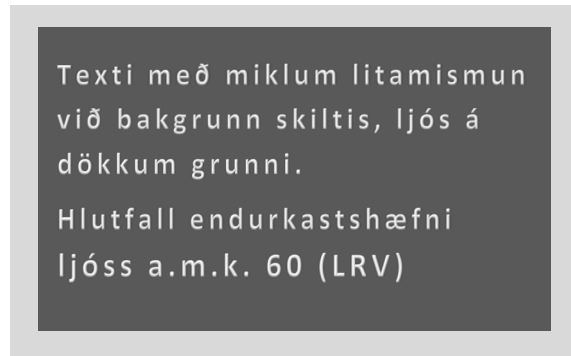 Texti með miklum litamismun
við bakgrunn skiltis, ljós á
dökkum grunni.
Hlutfall endurkastshæfni
ljóss a.m.k. 60 (LRV)